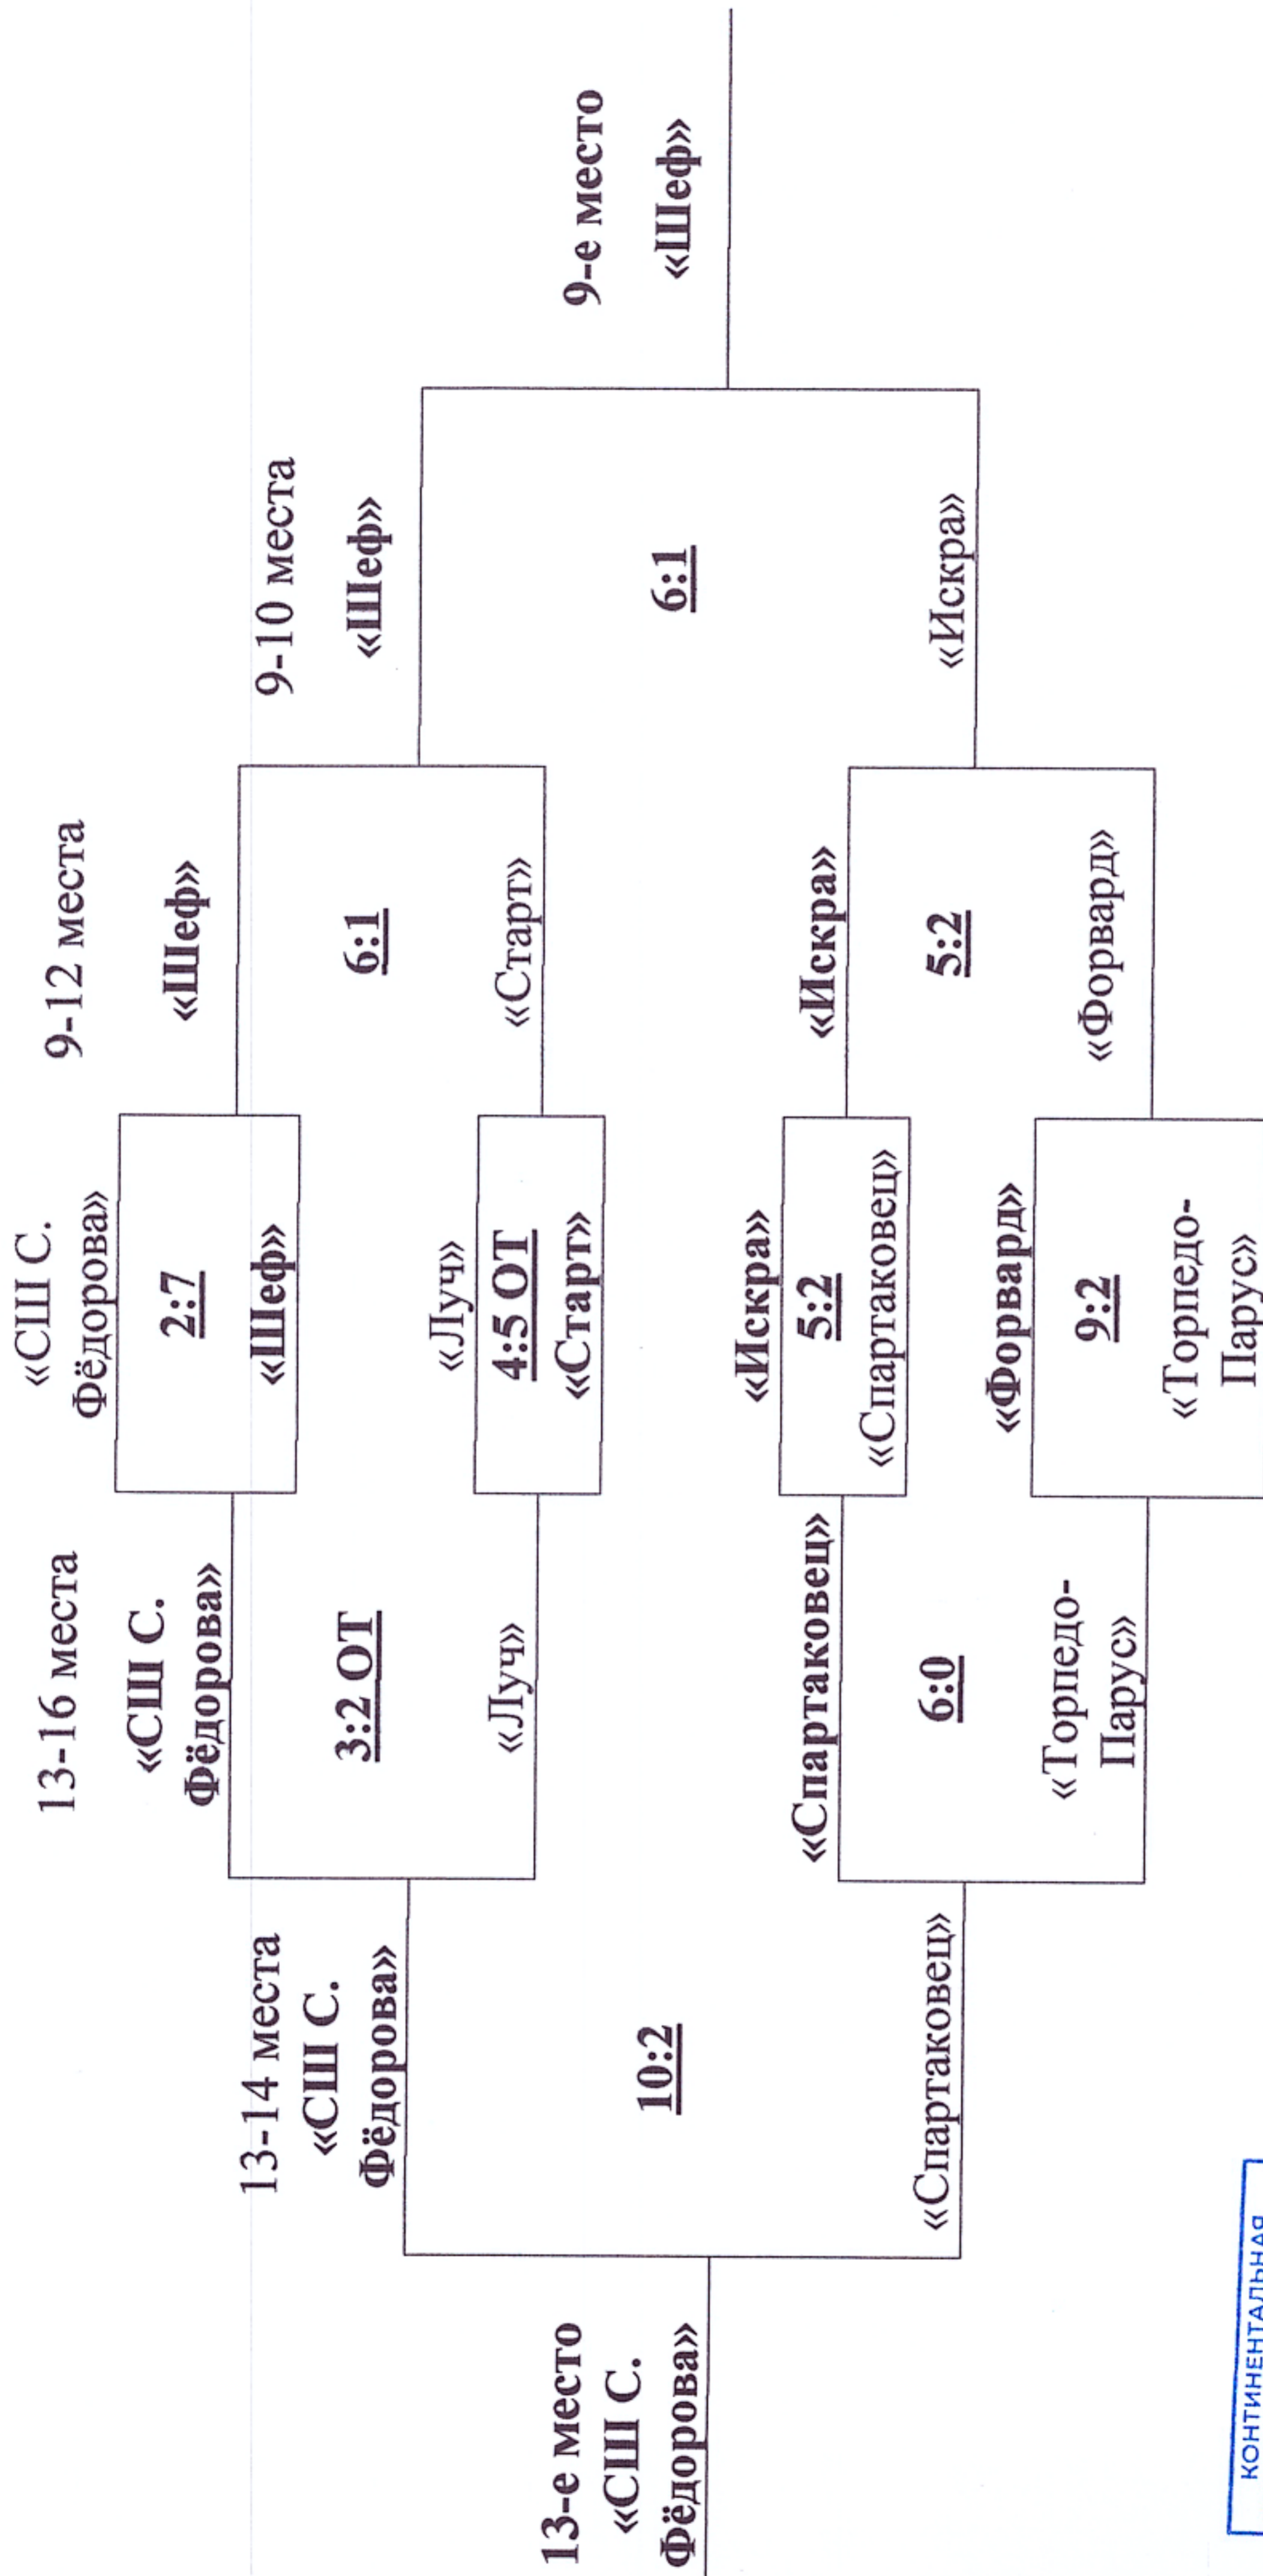 13-е место
«СШ С.
Фёдорова»
13-14 места
«СШ С.
Фёдорова»
10:2
«Спартаковец»
13-16 места
«СШ С.
Фёдорова»
3:2 ОТ
«Луч»
«Спартаковец»
6:0
«Торпедо-
Парус»
«СШ С.
Фёдорова»
2:7
«Шеф»
«Луч»
4:5 ОТ
«Старт»
«Искра»
5:2
«Спартаковец»
«Форвард»
9:2
«Торпедо-
Парус»
9-12 места
«Шеф»
6:1
«Старт»
«Искра»
5:2
«Форвард»
9-10 места
«Шеф»
6:1
«Искра»
9-е место
«Шеф»
КОНТИНЕНТАЛЬНАЯ